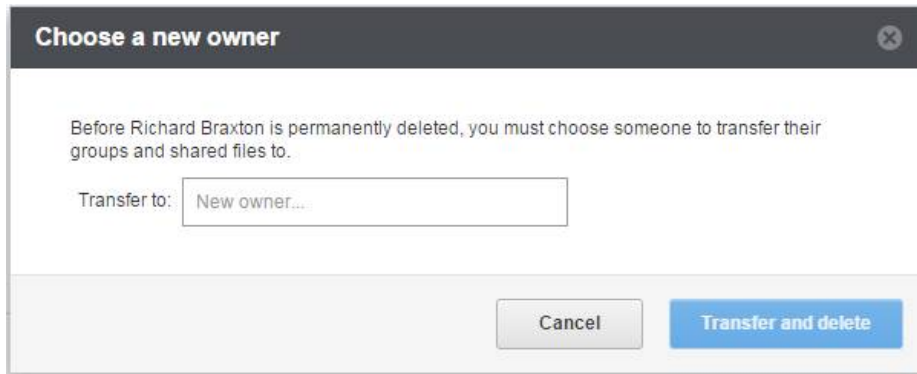 Choose a new owner
Before Richard Braxton is permanently deleted, you must choose someone to transfer their
groups and shared files to.
Transfer to: New owner...
Cancel Transfer and delete